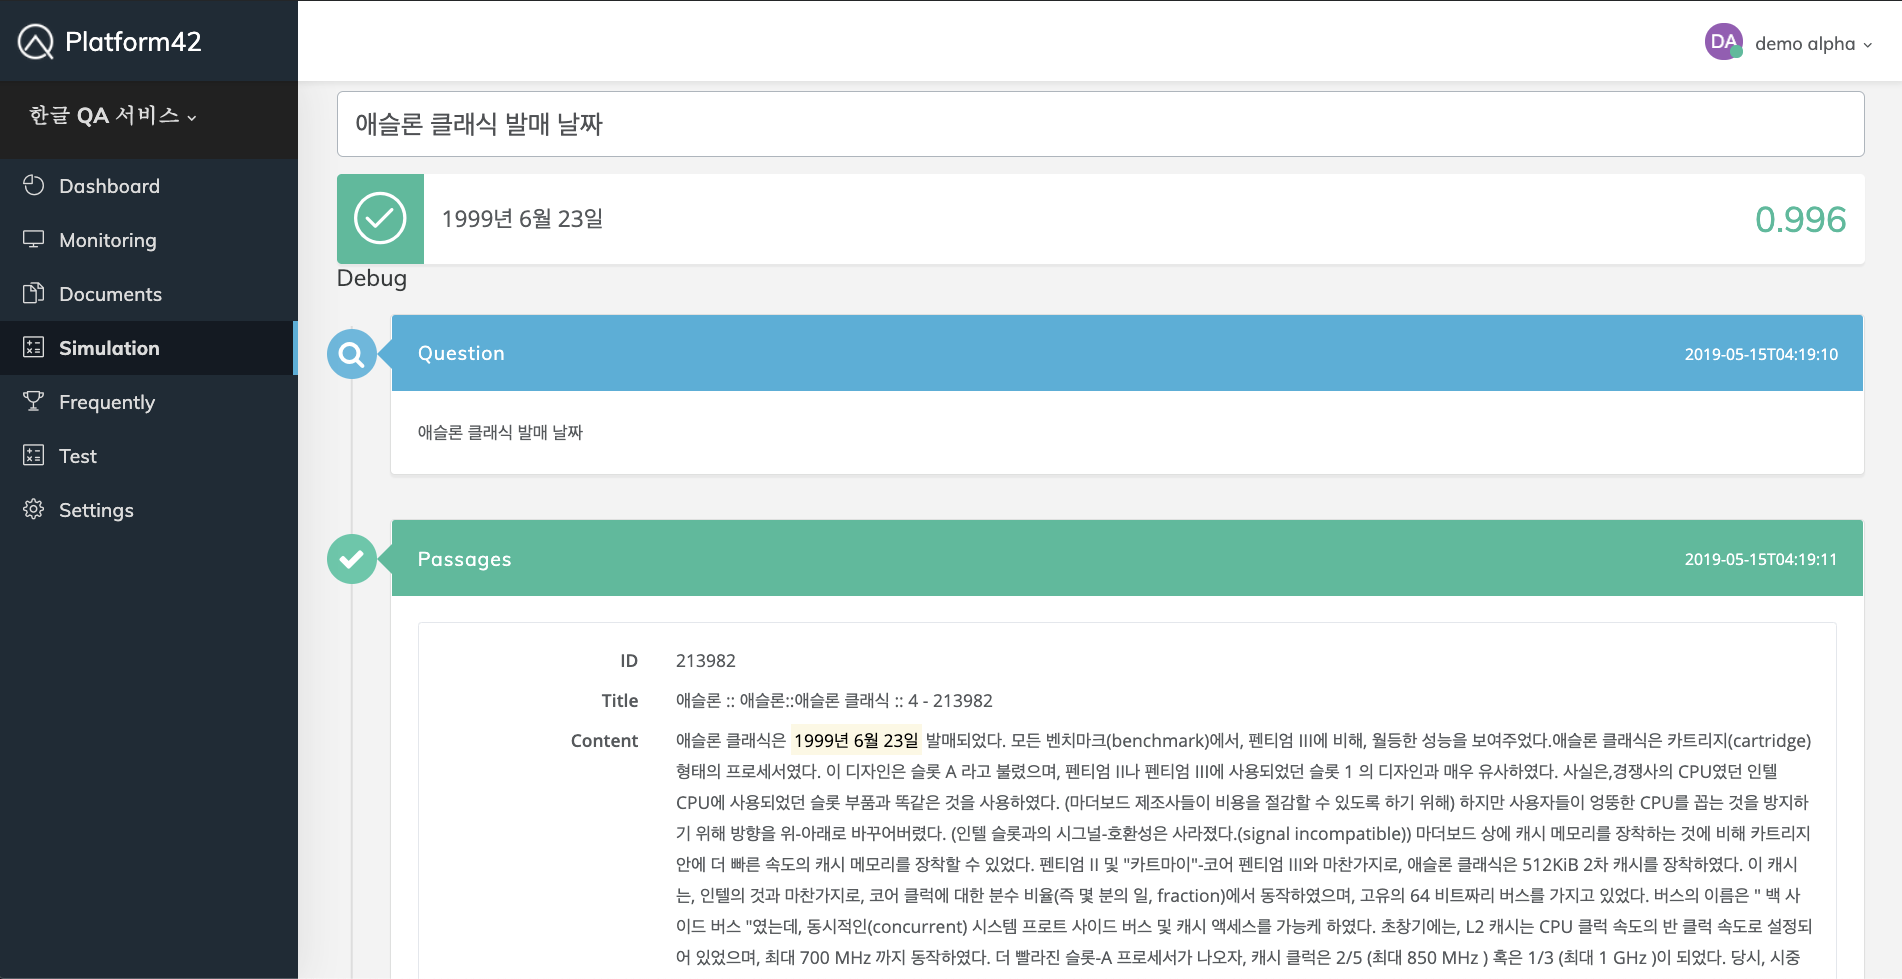 Platform42
DA demo alpha
한글 QA 서비스
Dashboard
Monitoring
Documents
Simulation
Frequently
Test
Settings
애슬론 클래식 발매 날짜
1999년 6월 23일 0.996
Debug
Question 2019-05-15T04:19:10
애슬론 클래식 발매 날짜
Passages 2019-05-15T04:19:11
ID 213982
Title 애슬론 :: 애슬론::애슬론 클래식 :: 4 - 213982
Content 애슬론 클래식은 1999년 6월 23일 발매되었다. 모든 벤치마크(benchmark)에서, 펜티엄 III에 비해, 월등한 성능을 보여주었다.애슬론 클래식은 카트리지(cartridge)
형태의 프로세서였다. 이 디자인은 슬롯 A 라고 불렸으며, 펜티엄 II나 펜티엄 III에 사용되었던 슬롯 1 의 디자인과 매우 유사하였다. 사실은,경쟁사의 CPU였던 인텔
CPU에 사용되었던 슬롯 부품과 똑같은 것을 사용하였다. (마더보드 제조사들이 비용을 절감할 수 있도록 하기 위해) 하지만 사용자들이 엉뚱한 CPU를 꼽는 것을 방지하
기 위해 방향을 위-아래로 바꾸어버렸다. (인텔 슬롯과의 시그널-호환성은 사라졌다.(signal incompatible)) 마더보드 상에 캐시 메모리를 장착하는 것에 비해 카트리지
안에 더 빠른 속도의 캐시 메모리를 장착할 수 있었다. 펜티엄 II 및 "카트마이"-코어 펜티엄 III와 마찬가지로, 애슬론 클래식은 512KiB 2차 캐시를 장착하였다. 이 캐시
는, 인텔의 것과 마찬가지로, 코어 클럭에 대한 분수 비율(즉 몇 분의 일, fraction)에서 동작하였으며, 고유의 64 비트짜리 버스를 가지고 있었다. 버스의 이름은 " 백 사
이드 버스 "였는데, 동시적인(concurrent) 시스템 프로트 사이드 버스 및 캐시 액세스를 가능케 하였다. 초창기에는, L2 캐시는 CPU 클럭 속도의 반 클럭 속도로 설정되
어 있었으며, 최대 700 MHz 까지 동작하였다. 더 빨라진 슬롯-A 프로세서가 나오자, 캐시 클럭은 2/5 (최대 850 MHz ) 혹은 1/3 (최대 1 GHz )이 되었다. 당시, 시중